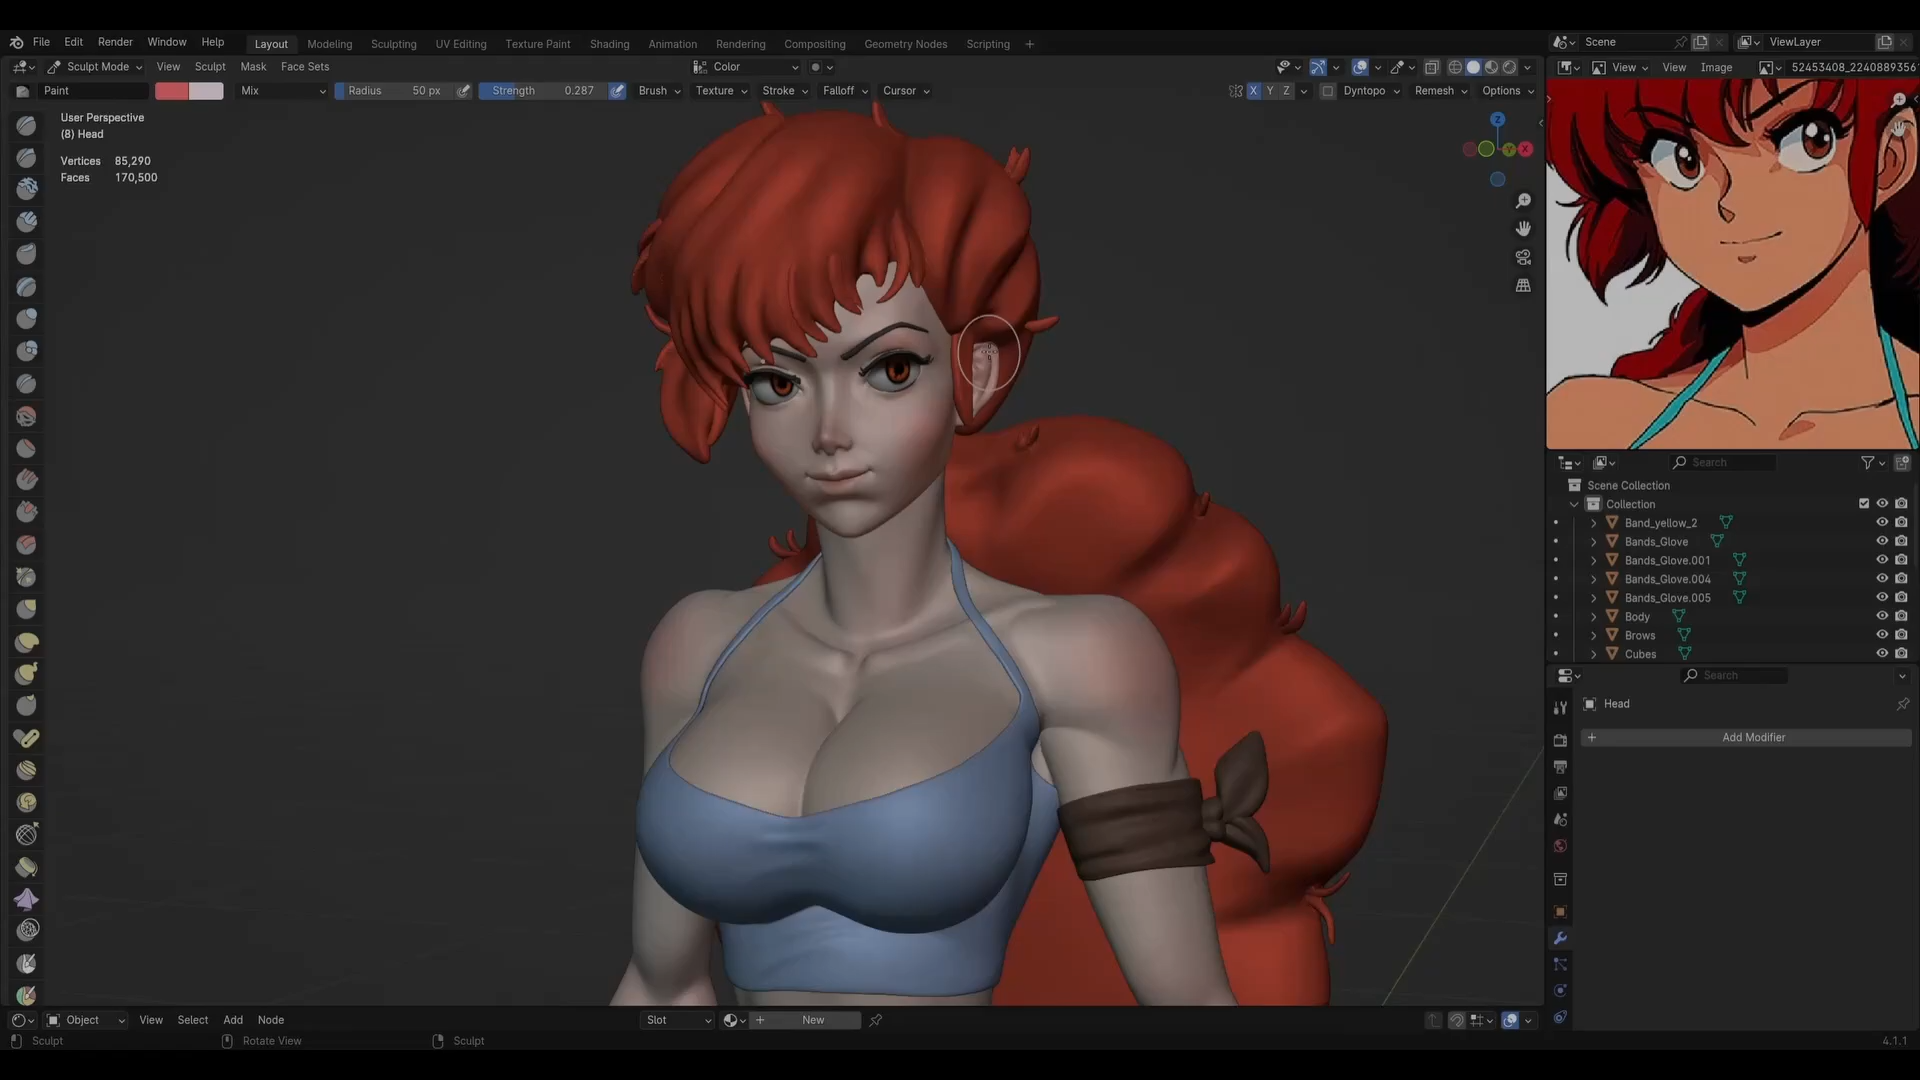 File Edit Render Window Help Layout Modeling Sculpting UV Editing Texture Paint Shading Animation Rendering Compositing Geometry Nodes Scripting + Scene ViewLayer
Sculpt Mode View Sculpt Mask Face Sets Color View View Image 52453408_2240889356
Paint Mix Radius 50 px Strength 0.287 Brush Texture Stroke Falloff Cursor X Y Z Dyntopo Remesh Options
User Perspective
(8) Head
Vertices 85,290
Faces 170,500
Z
Y X
Search
Scene Collection
Collection
Band_yellow_2
Bands_Glove
Bands_Glove.001
Bands_Glove.004
Bands_Glove.005
Body
Brows
Cubes
Search
Head
+ Add Modifier
Object View Select Add Node Slot + New
Sculpt Rotate View Sculpt 4.1.1